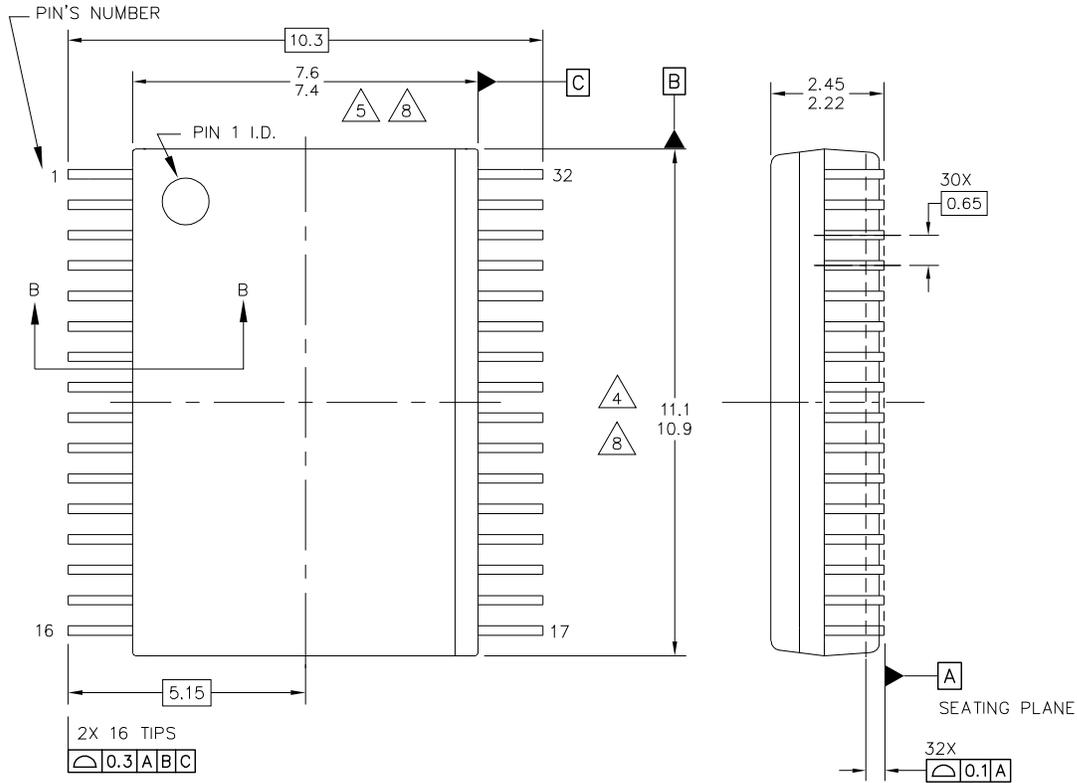 PIN'S NUMBER
10.3
7.6
7.4
C
B
5
8
2.45
2.22
PIN 1 I.D.
1
32
30X
0.65
B
B
4
11.1
10.9
8
16
17
5.15
A
SEATING PLANE
2X 16 TIPS
0.3 A B C
32X
0.1 A